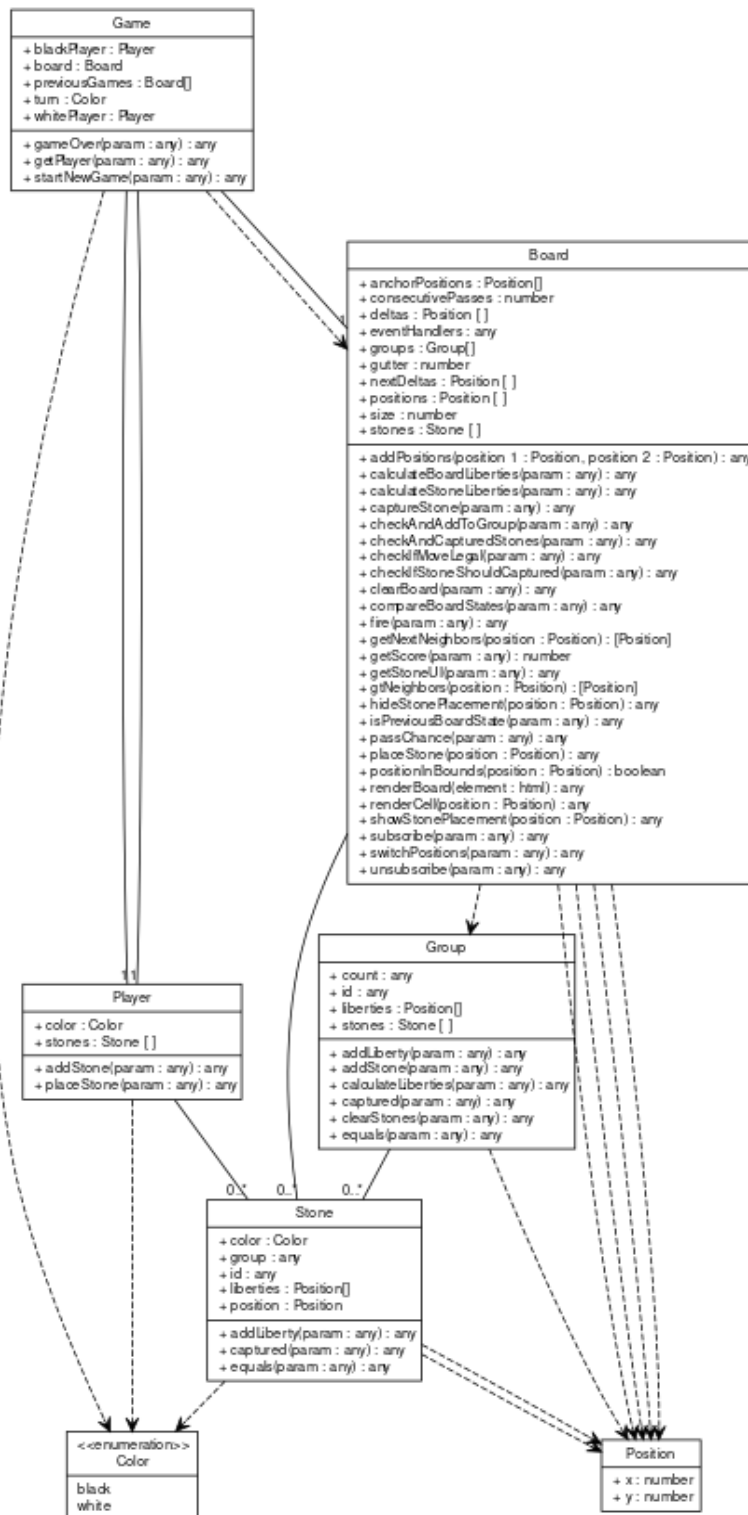 Game
+ blackPlayer : Player
+ board : Board
+ previousGames : Board[]
+ turn : Color
+ whitePlayer : Player
+ gameOver(param : any) : any
+ getPlayer(param : any) : any
+ startNewGame(param : any) : any
Board
+ anchorPositions : Position[]
+ consecutivePasses : number
+ deltas : Position [ ]
+ eventHandlers : any
+ groups : Group[]
+ gutter : number
+ nextDeltas : Position [ ]
+ positions : Position [ ]
+ size : number
+ stones : Stone [ ]
+ addPositions(position 1 : Position, position 2 : Position) : any
+ calculateBoardLiberties(param : any) : any
+ calculateStoneLiberties(param : any) : any
+ captureStone(param : any) : any
+ checkAndAddToGroup(param : any) : any
+ checkAndCapturedStones(param : any) : any
+ checkIfMoveLegal(param : any) : any
+ checkIfStoneShouldCaptured(param : any) : any
+ clearBoard(param : any) : any
+ compareBoardStates(param : any) : any
+ fire(param : any) : any
+ getNextNeighbors(position : Position) : [Position]
+ getScore(param : any) : number
+ getStoneUI(param : any) : any
+ gtNeighbors(position : Position) : [Position]
+ hideStonePlacement(position : Position) : any
+ isPreviousBoardState(param : any) : any
+ passChance(param : any) : any
+ placeStone(position : Position) : any
+ positionInBounds(position : Position) : boolean
+ renderBoard(element : html) : any
+ renderCell(position : Position) : any
+ showStonePlacement(position : Position) : any
+ subscribe(param : any) : any
+ switchPositions(param : any) : any
+ unsubscribe(param : any) : any
1
1 1
Player
+ color : Color
+ stones : Stone [ ]
+ addStone(param : any) : any
+ placeStone(param : any) : any
Group
+ count : any
+ id : any
+ liberties : Position[]
+ stones : Stone [ ]
+ addLiberty(param : any) : any
+ addStone(param : any) : any
+ calculateLiberties(param : any) : any
+ captured(param : any) : any
+ clearStones(param : any) : any
+ equals(param : any) : any
0..* 0..* 0..*
Stone
+ color : Color
+ group : any
+ id : any
+ liberties : Position[]
+ position : Position
+ addLiberty(param : any) : any
+ captured(param : any) : any
+ equals(param : any) : any
<<enumeration>>
Color
black
white
Position
+ x : number
+ y : number